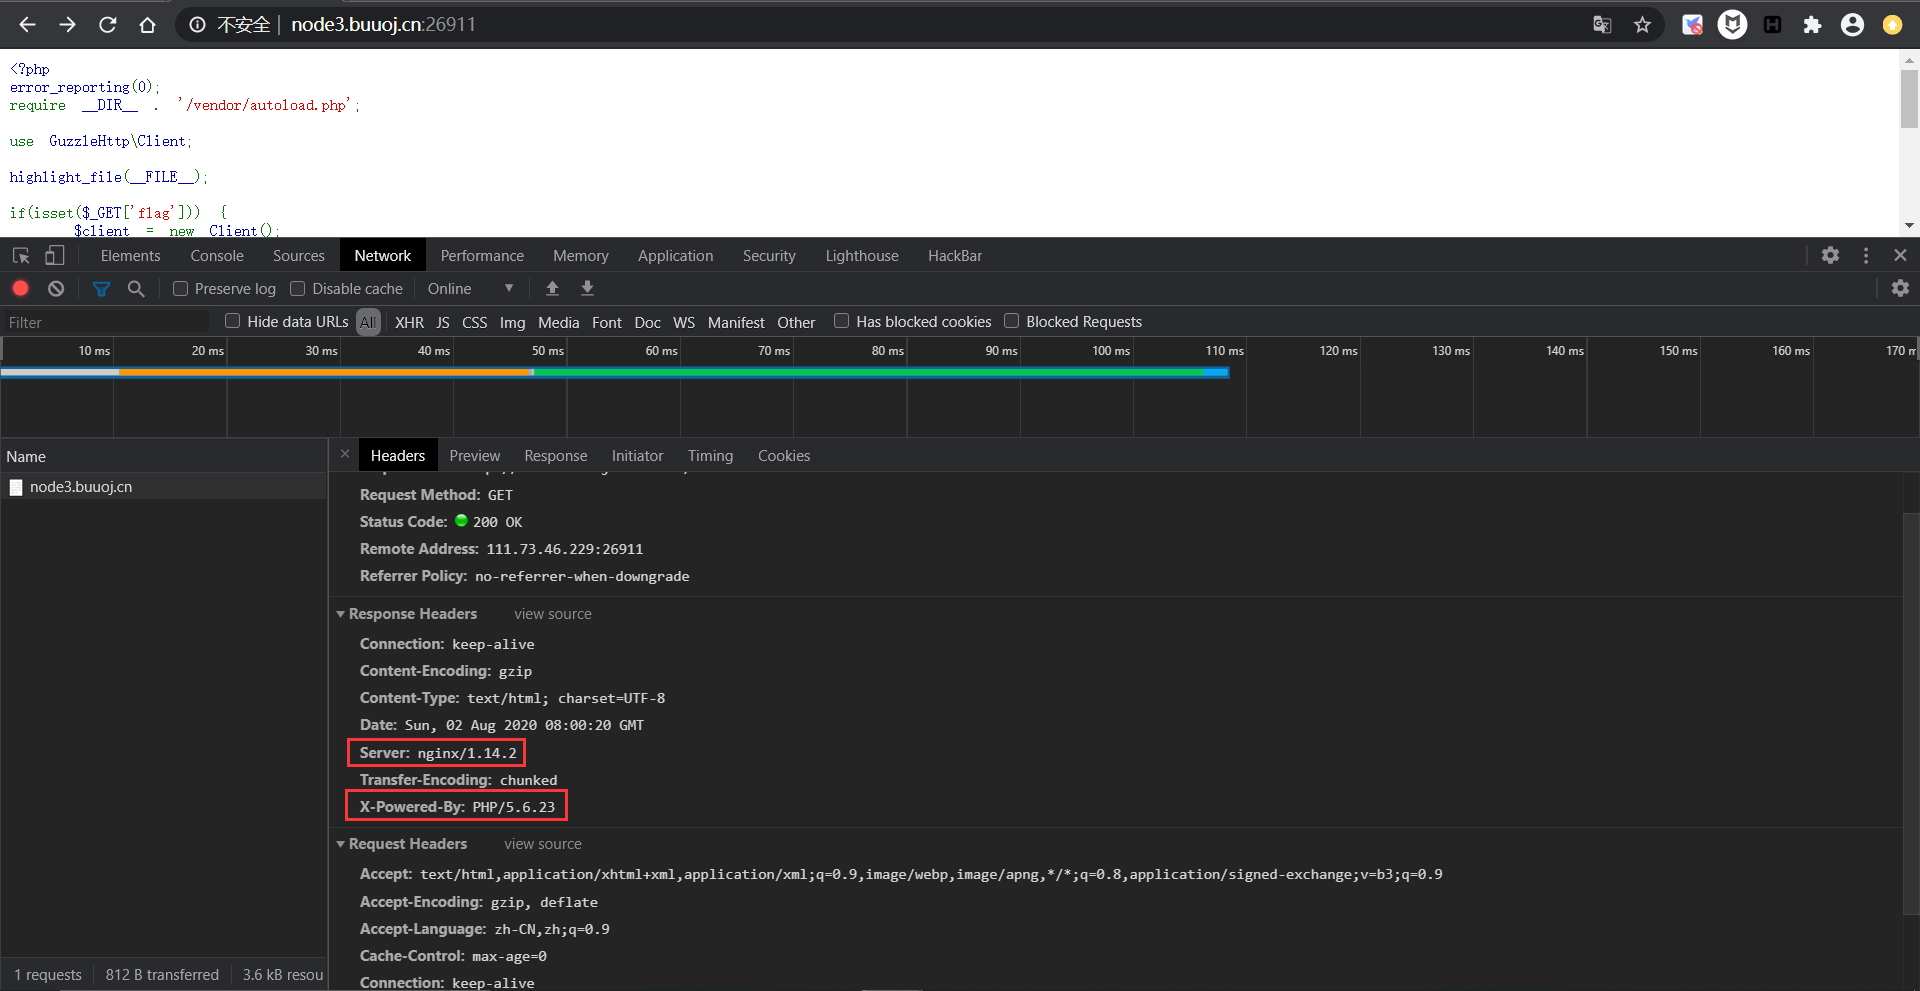 不安全 | node3.buuoj.cn:26911
<?php
error_reporting(0);
require __DIR__ . '/vendor/autoload.php';
use GuzzleHttp\Client;
highlight_file(__FILE__);
if(isset($_GET['flag'])) {
$client = new Client();
Elements Console Sources Network Performance Memory Application Security Lighthouse HackBar
Preserve log Disable cache Online
Filter Hide data URLs All XHR JS CSS Img Media Font Doc WS Manifest Other Has blocked cookies Blocked Requests
10 ms 20 ms 30 ms 40 ms 50 ms 60 ms 70 ms 80 ms 90 ms 100 ms 110 ms 120 ms 130 ms 140 ms 150 ms 160 ms 170 m
Name
node3.buuoj.cn
Headers Preview Response Initiator Timing Cookies
Request Method: GET
Status Code: 200 OK
Remote Address: 111.73.46.229:26911
Referrer Policy: no-referrer-when-downgrade
Response Headers view source
Connection: keep-alive
Content-Encoding: gzip
Content-Type: text/html; charset=UTF-8
Date: Sun, 02 Aug 2020 08:00:20 GMT
Server: nginx/1.14.2
Transfer-Encoding: chunked
X-Powered-By: PHP/5.6.23
Request Headers view source
Accept: text/html,application/xhtml+xml,application/xml;q=0.9,image/webp,image/apng,*/*;q=0.8,application/signed-exchange;v=b3;q=0.9
Accept-Encoding: gzip, deflate
Accept-Language: zh-CN,zh;q=0.9
Cache-Control: max-age=0
Connection: keep-alive
1 requests 812 B transferred 3.6 kB resou